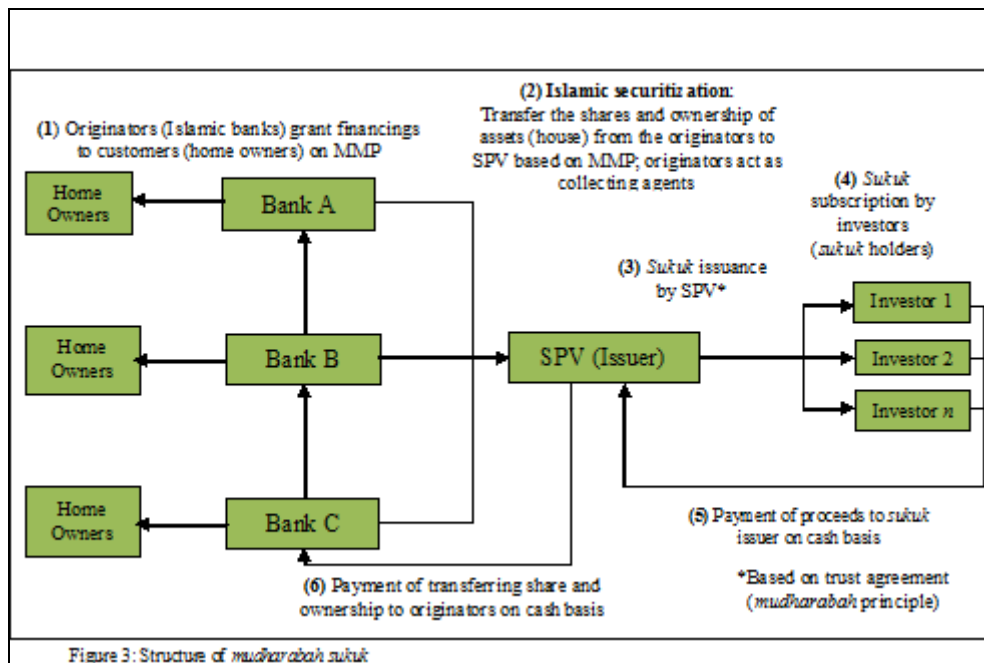 (1) Originators (Islamic banks) grant financings
to customers (home owners) on MMP
(2) Islamic securitization:
Transfer the shares and ownership of
assets (house) from the originators to
SPV based on MMP; originators act as
collecting agents
(4) Sukuk
subscription by
investors
(sukuk holders)
(3) Sukuk issuance
by SPV*
Home
Owners
Bank A
Home
Owners
Bank B
Home
Owners
Bank C
SPV (Issuer)
Investor 1
Investor 2
Investor n
(5) Payment of proceeds to sukuk
issuer on cash basis
(6) Payment of transferring share and
ownership to originators on cash basis
*Based on trust agreement
(mudharabah principle)
Figure 3: Structure of mudharabah sukuk